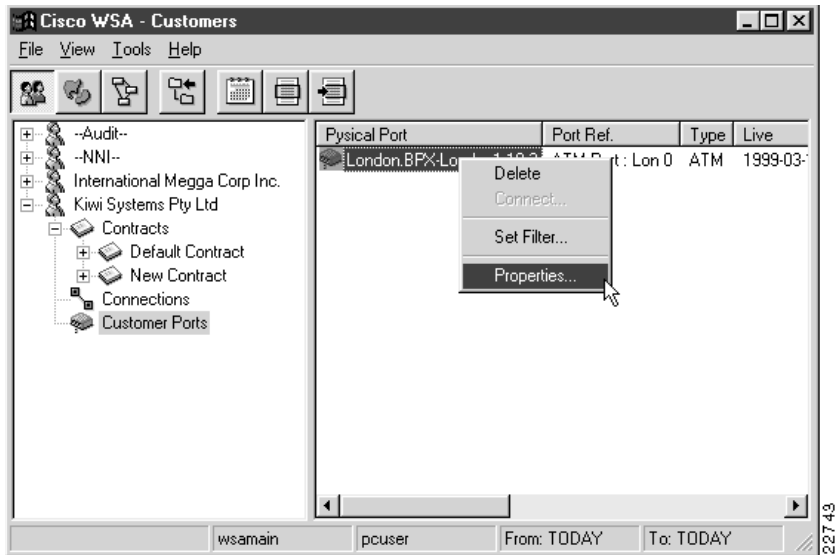 Cisco WSA - Customers
File View Tools Help
--Audit--
--NNI--
International Megga Corp Inc.
Kiwi Systems Pty Ltd
Contracts
Default Contract
New Contract
Connections
Customer Ports
Pysical Port Port Ref. Type Live
London.BPX-Lond : Lon 0 ATM 1999-03-
Delete
Connect...
Set Filter...
Properties...
wsamain pcuser From: TODAY To: TODAY
22743